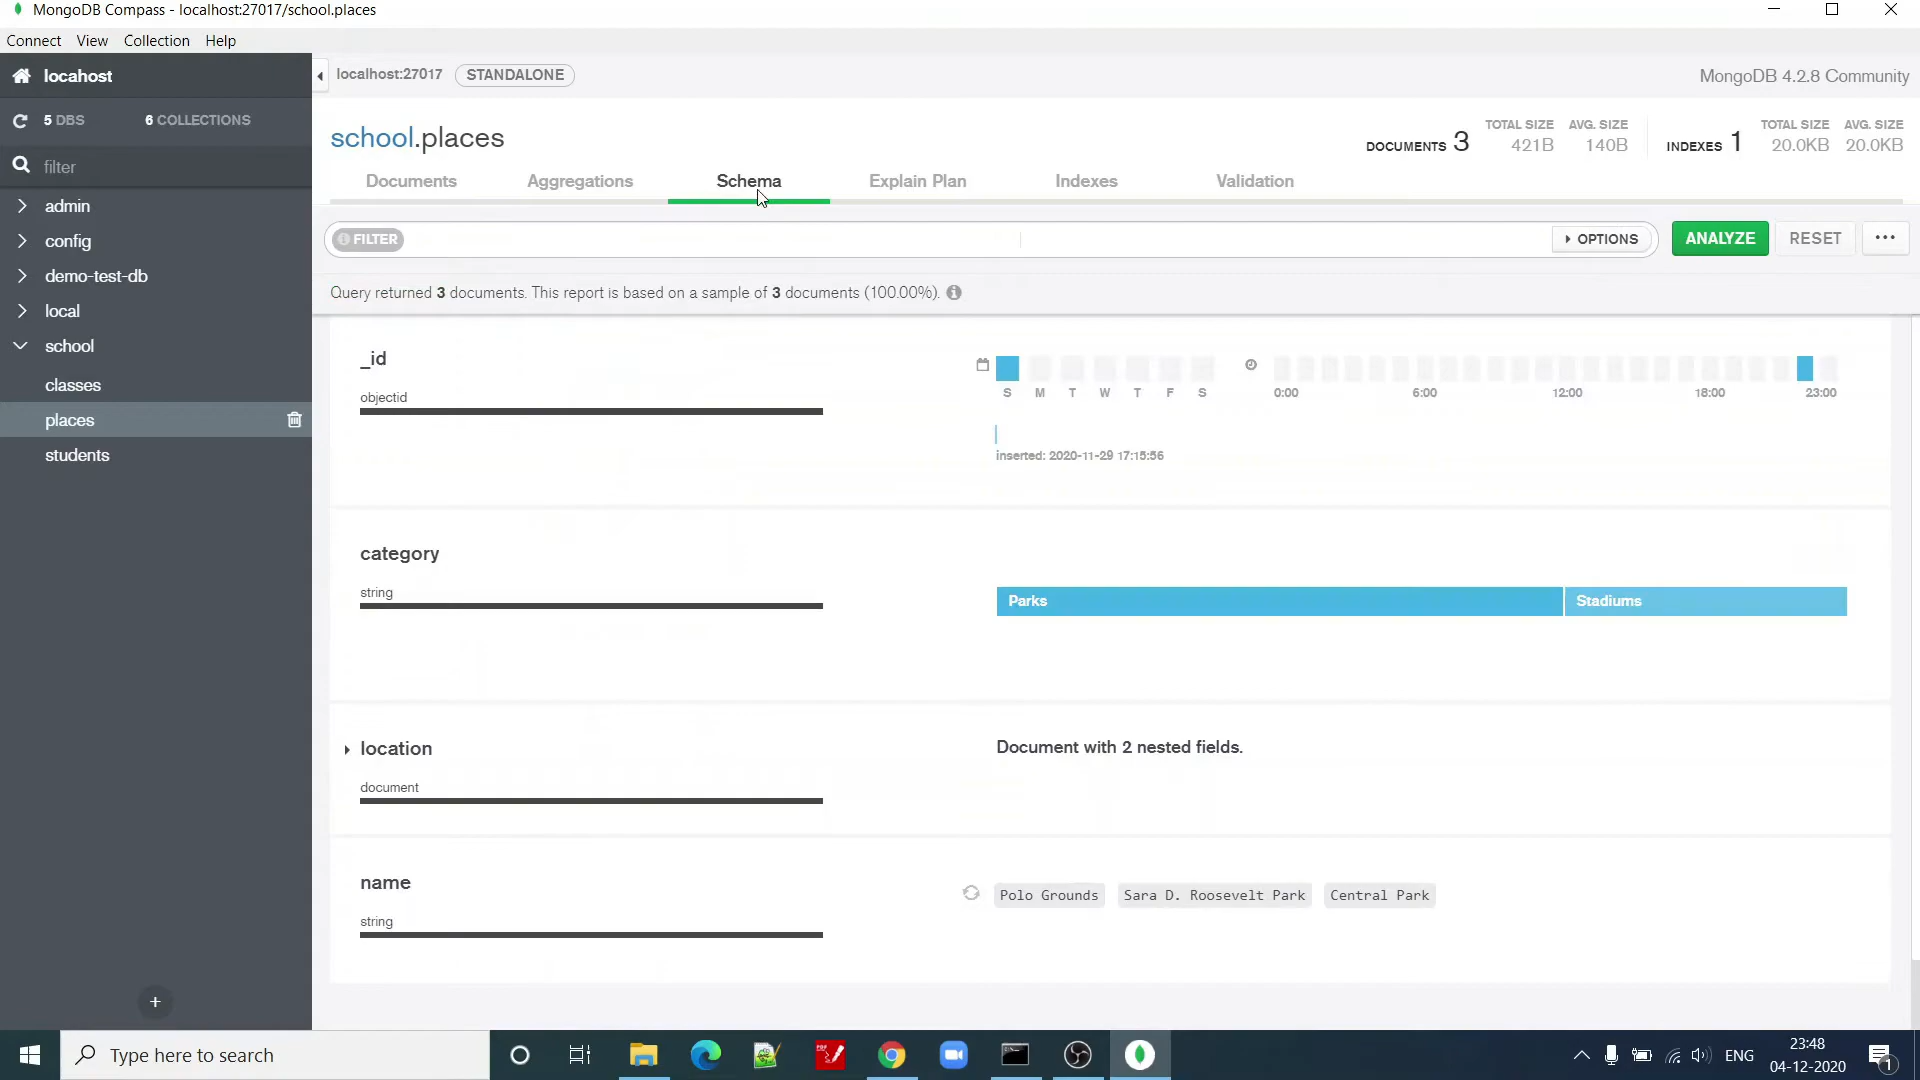 MongoDB Compass - localhost:27017/school.places
Connect View Collection Help
locahost
localhost:27017 STANDALONE
MongoDB 4.2.8 Community
5 DBS 6 COLLECTIONS
filter
admin
config
demo-test-db
local
school
classes
places
students
+
school.places
DOCUMENTS 3 TOTAL SIZE 421B AVG. SIZE 140B INDEXES 1 TOTAL SIZE 20.0KB AVG. SIZE 20.0KB
Documents Aggregations Schema Explain Plan Indexes Validation
FILTER OPTIONS ANALYZE RESET ...
Query returned 3 documents. This report is based on a sample of 3 documents (100.00%).
_id
objectid
S M T W T F S 0:00 6:00 12:00 18:00 23:00
inserted: 2020-11-29 17:15:56
category
string
Parks Stadiums
location
document
Document with 2 nested fields.
name
string
Polo Grounds Sara D. Roosevelt Park Central Park
Type here to search
PDF
ENG
23:48
04-12-2020
1